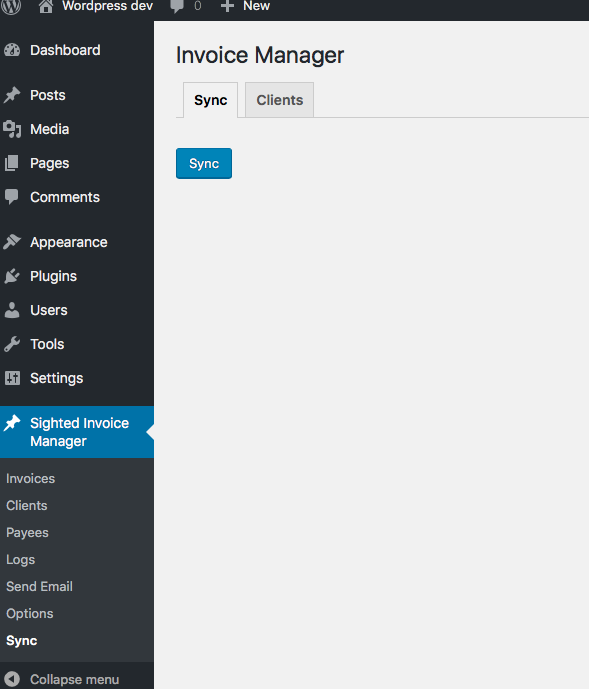 Wordpress dev 0 New
Dashboard
Posts
Media
Pages
Comments
Appearance
Plugins
Users
Tools
Settings
Sighted Invoice
Manager
Invoices
Clients
Payees
Logs
Send Email
Options
Sync
Collapse menu
Invoice Manager
Sync Clients
Sync